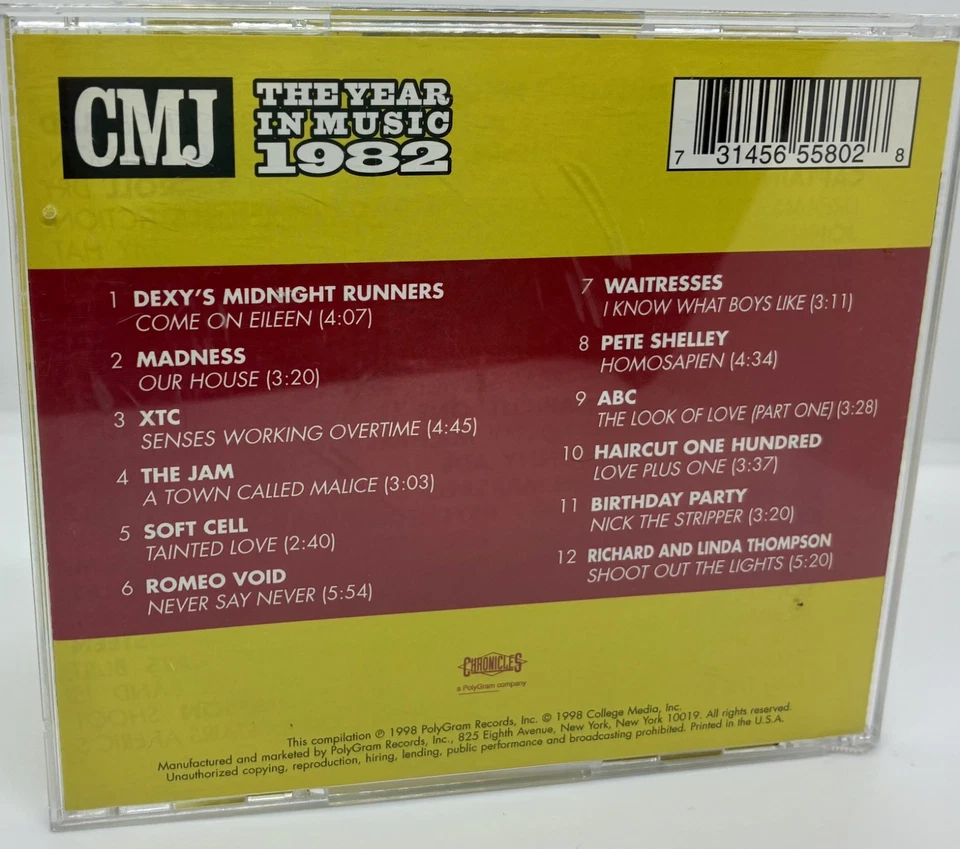 CMJ
THE YEAR
IN MUSIC
1982
7 31456 55802 8
1 DEXY'S MIDNIGHT RUNNERS
COME ON EILEEN (4:07)
2 MADNESS
OUR HOUSE (3:20)
3 XTC
SENSES WORKING OVERTIME (4:45)
4 THE JAM
A TOWN CALLED MALICE (3:03)
5 SOFT CELL
TAINTED LOVE (2:40)
6 ROMEO VOID
NEVER SAY NEVER (5:54)
7 WAITRESSES
I KNOW WHAT BOYS LIKE (3:11)
8 PETE SHELLEY
HOMOSAPIEN (4:34)
9 ABC
THE LOOK OF LOVE (PART ONE) (3:28)
10 HAIRCUT ONE HUNDRED
LOVE PLUS ONE (3:37)
11 BIRTHDAY PARTY
NICK THE STRIPPER (3:20)
12 RICHARD AND LINDA THOMPSON
SHOOT OUT THE LIGHTS (5:20)
CHRONICLES
a PolyGram company
This compilation ℗ 1998 PolyGram Records, Inc. © 1998 College Media, Inc.
Manufactured and marketed by PolyGram Records, Inc., 825 Eighth Avenue, New York, New York 10019. All rights reserved.
Unauthorized copying, reproduction, hiring, lending, public performance and broadcasting prohibited. Printed in the U.S.A.